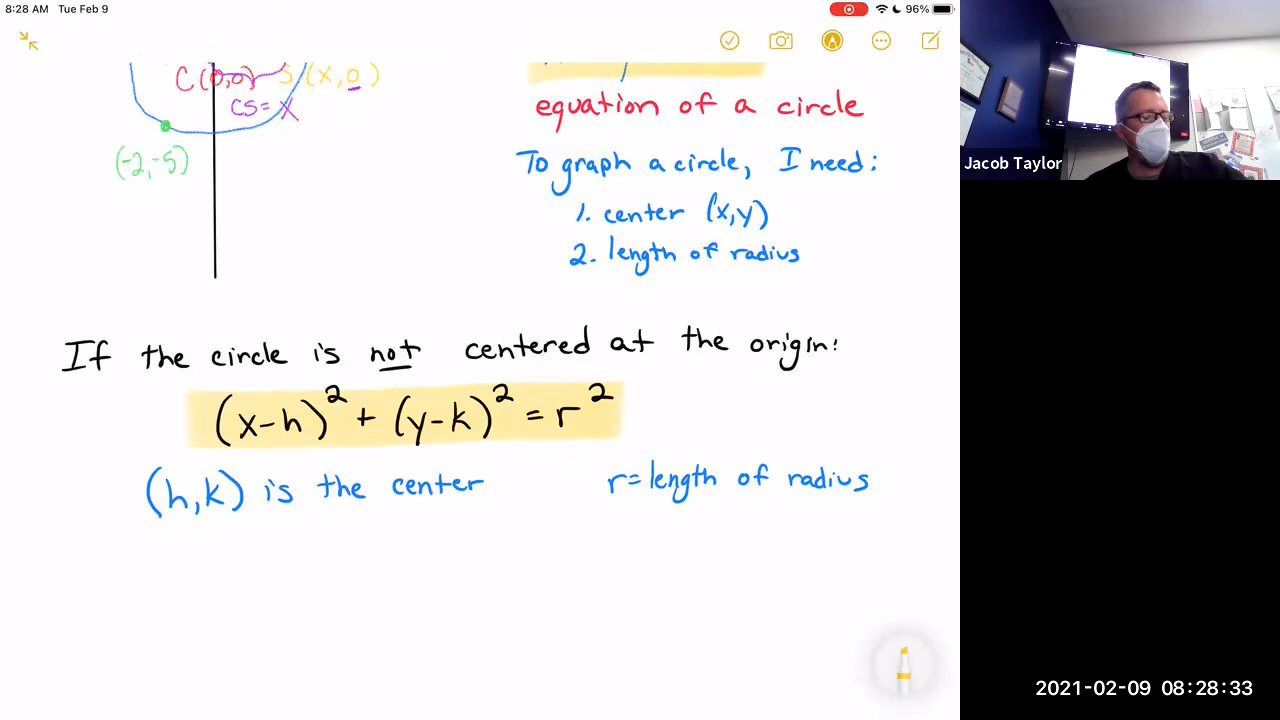 8:28 AM Tue Feb 9
96%
C (0,0) S (x, 0)
CS = X
(-2,-5)
equation of a circle
To graph a circle, I need:
1. center (x,y)
2. length of radius
If the circle is not centered at the origin:
(x-h)² + (y-k)² = r²
(h,k) is the center
r = length of radius
Jacob Taylor
2021-02-09 08:28:33